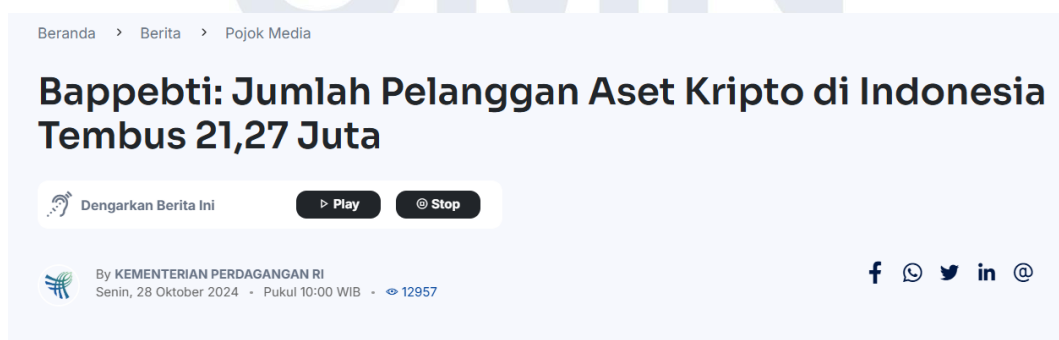 Beranda > Berita > Pojok Media
Bappebti: Jumlah Pelanggan Aset Kripto di Indonesia
Tembus 21,27 Juta
Dengarkan Berita Ini
Play
Stop
By KEMENTERIAN PERDAGANGAN RI
Senin, 28 Oktober 2024 - Pukul 10:00 WIB - 12957